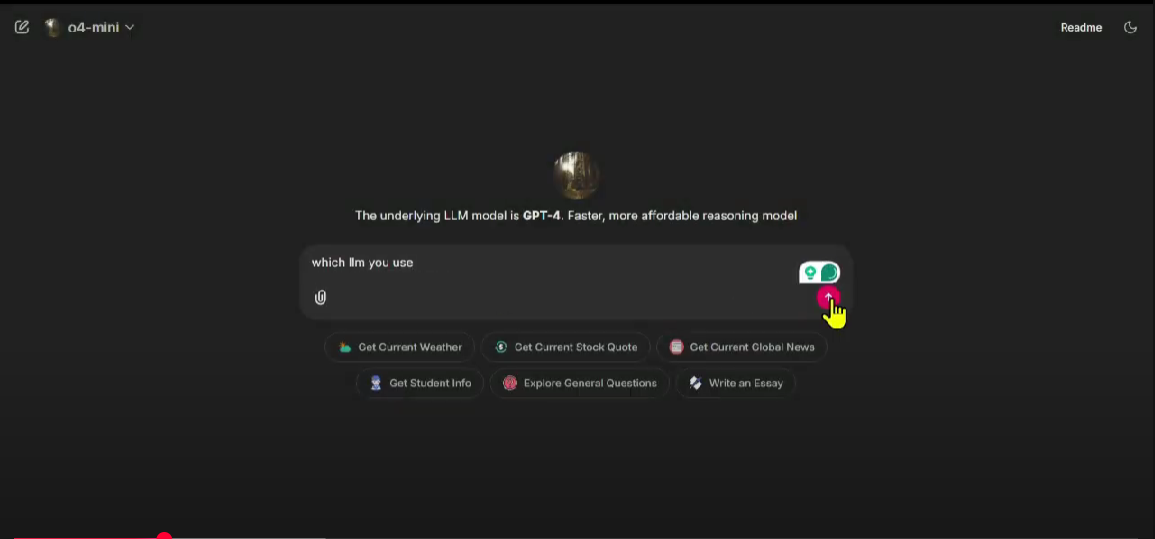 o4-mini
Readme
The underlying LLM model is GPT-4. Faster, more affordable reasoning model
which llm you use
Get Current Weather
Get Current Stock Quote
Get Current Global News
Get Student Info
Explore General Questions
Write an Essay